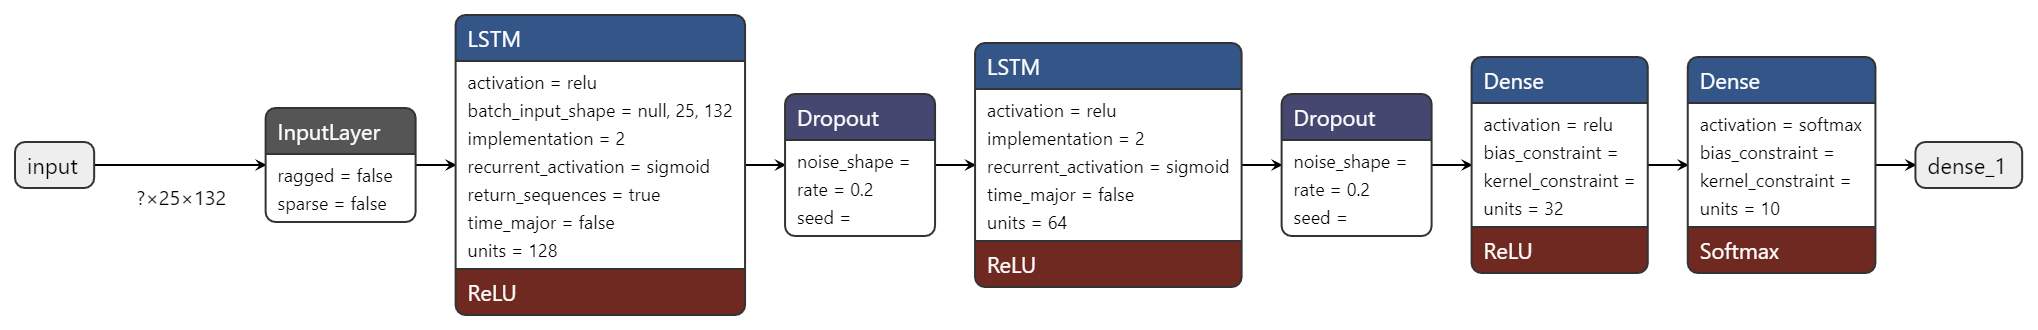 input
?×25×132
InputLayer
ragged = false
sparse = false
LSTM
activation = relu
batch_input_shape = null, 25, 132
implementation = 2
recurrent_activation = sigmoid
return_sequences = true
time_major = false
units = 128
ReLU
Dropout
noise_shape =
rate = 0.2
seed =
LSTM
activation = relu
implementation = 2
recurrent_activation = sigmoid
time_major = false
units = 64
ReLU
Dropout
noise_shape =
rate = 0.2
seed =
Dense
activation = relu
bias_constraint =
kernel_constraint =
units = 32
ReLU
Dense
activation = softmax
bias_constraint =
kernel_constraint =
units = 10
Softmax
dense_1